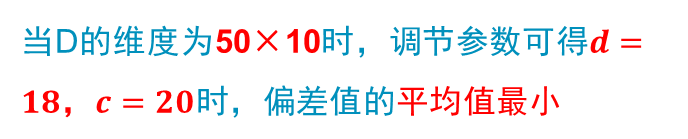 当D的维度为50×10时，调节参数可得d =
18，c = 20时，偏差值的平均值最小